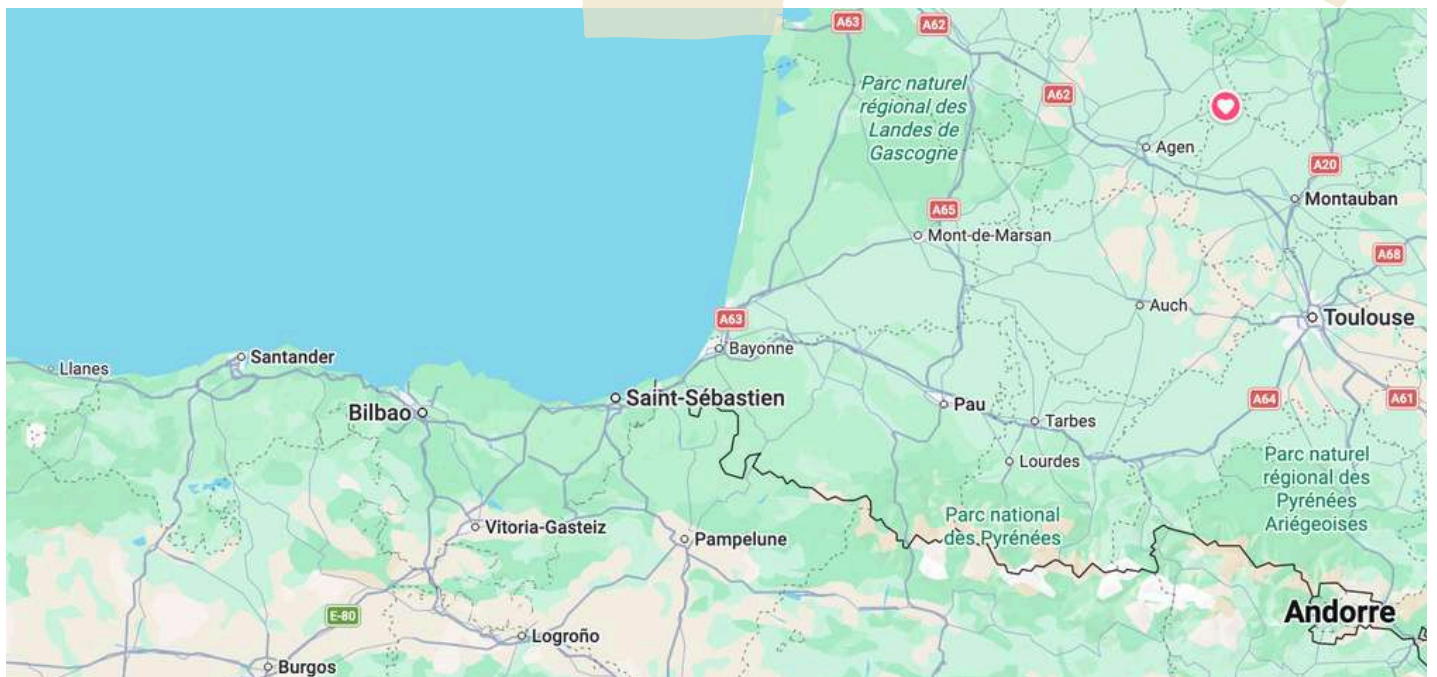 A63
A62
Parc naturel
régional des
Landes de
Gascogne
A62
Agen
A20
Montauban
A65
Mont-de-Marsan
A68
Auch
A63
Toulouse
Bayonne
Santander
Llanes
Saint-Sébastien
Bilbao
Pau
A64
A61
Tarbes
Lourdes
Parc naturel
régional des
Pyrénées
Ariégeoises
Parc national
des Pyrénées
Vitoria-Gasteiz
Pampelune
E-80
Andorre
Logroño
Burgos